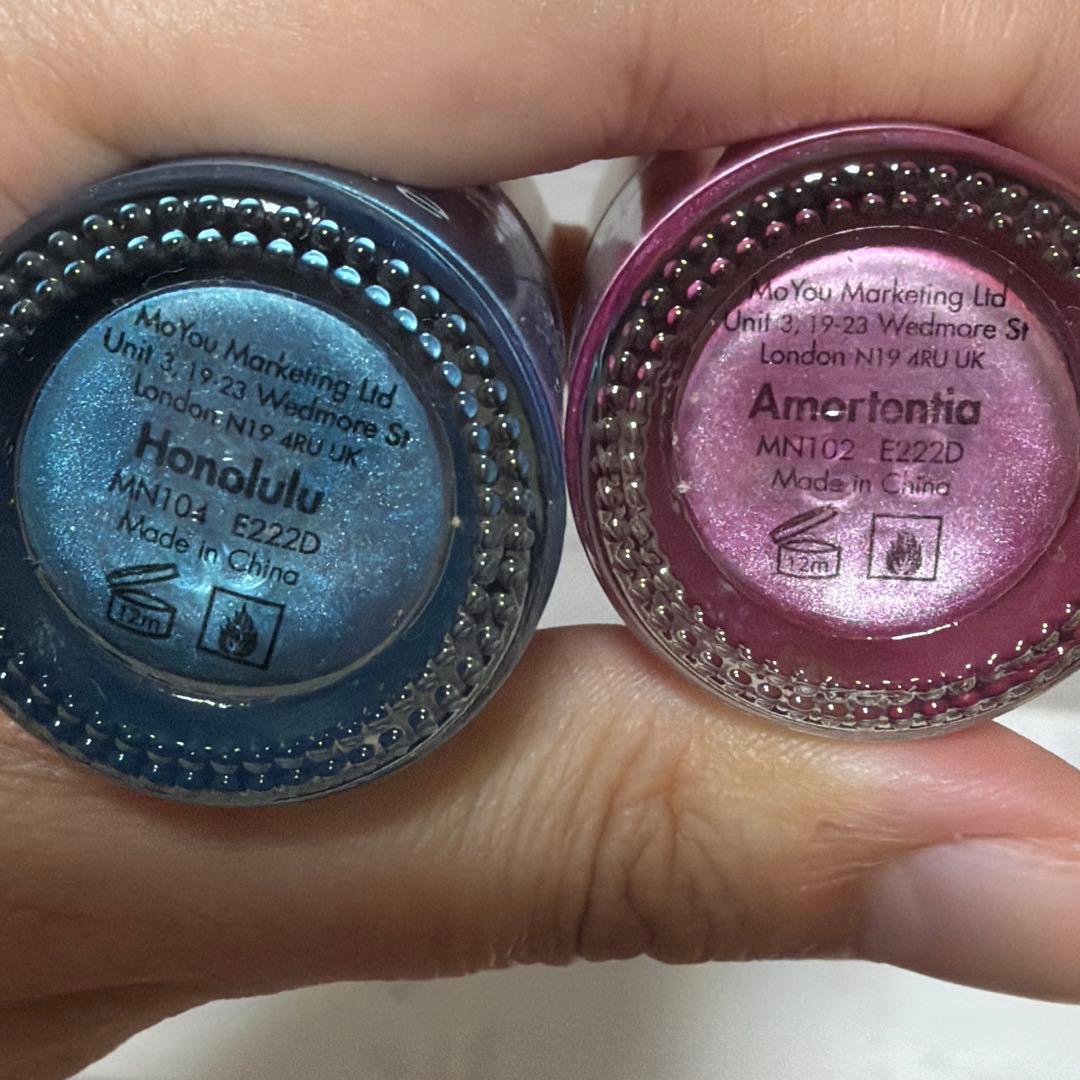 MoYou Marketing Ltd
Unit 3, 19-23 Wedmore St
London N19 4RU UK
Honolulu
MN104 E222D
Made in China
12m
MoYou Marketing Ltd
Unit 3, 19-23 Wedmore St
London N19 4RU UK
Amortentia
MN102 E222D
Made in China
12m